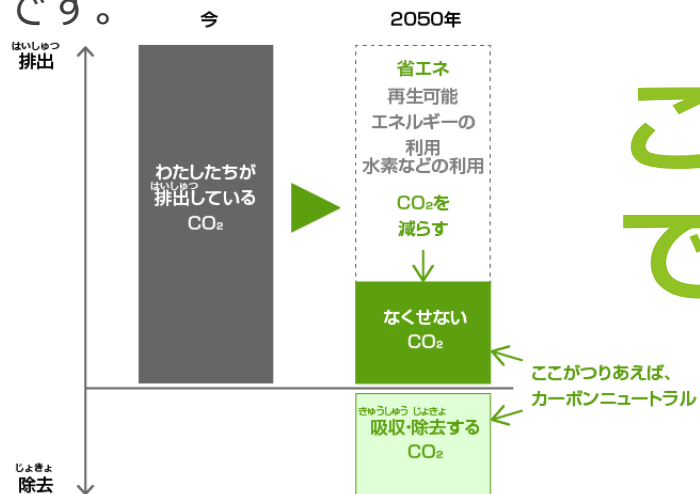 です。
今
2050年
はいしゅつ
排出
省エネ
再生可能
エネルギーの
利用
水素などの利用
わたしたちが
はいしゅつ
排出している
CO₂
CO₂を
減らす
なくせない
CO₂
ここがつりあえば、
カーボンニュートラル
きゅうしゅう じょきょ
吸収・除去する
CO₂
じょきょ
除去
こ
で